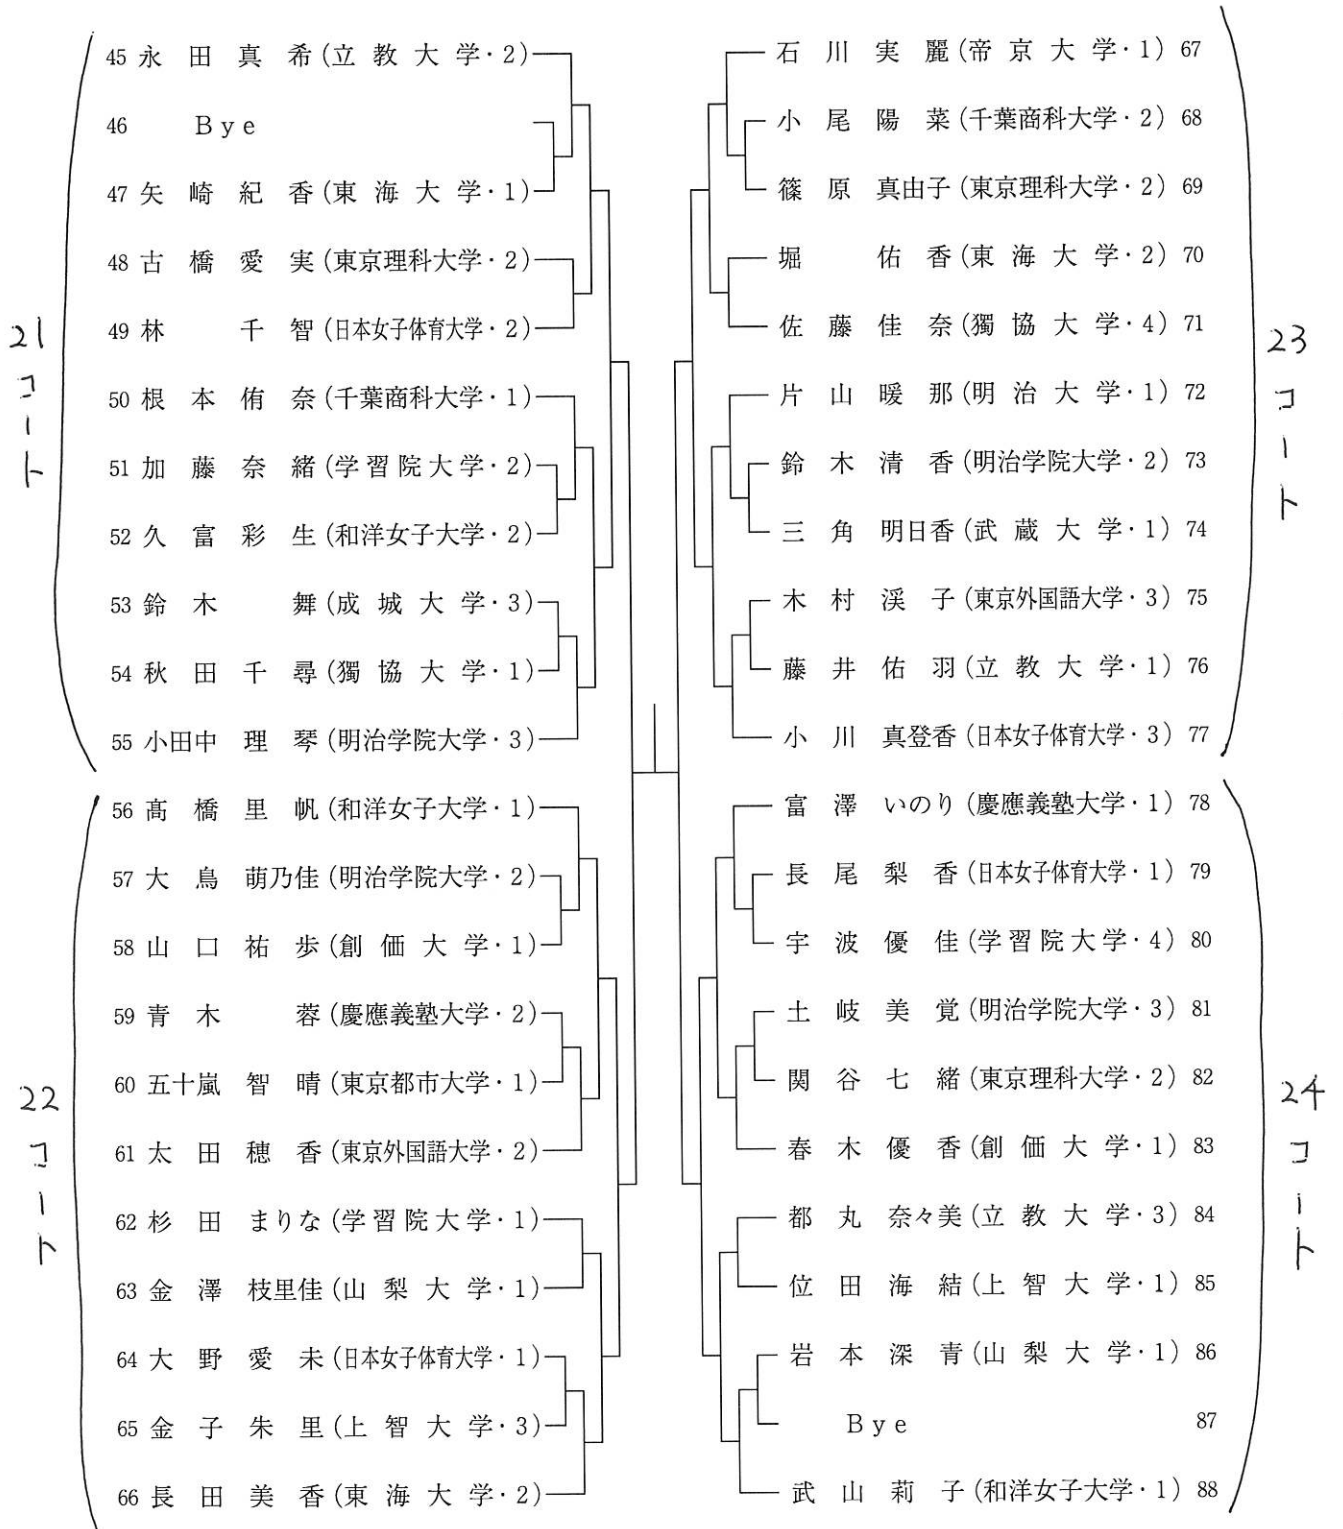 45 永田真希(立教大学・2)
46 Bye
47 矢崎紀香(東海大学・1)
48 古橋愛実(東京理科大学・2)
49 林千智(日本女子体育大学・2)
50 根本侑奈(千葉商科大学・1)
51 加藤奈緒(学習院大学・2)
52 久富彩生(和洋女子大学・2)
53 鈴木舞(成城大学・3)
54 秋田千尋(獨協大学・1)
55 小田中理琴(明治学院大学・3)
21コート
56 髙橋里帆(和洋女子大学・1)
57 大鳥萌乃佳(明治学院大学・2)
58 山口祐歩(創価大学・1)
59 青木蓉(慶應義塾大学・2)
60 五十嵐智晴(東京都市大学・1)
61 太田穂香(東京外国語大学・2)
62 杉田まりな(学習院大学・1)
63 金澤枝里佳(山梨大学・1)
64 大野愛未(日本女子体育大学・1)
65 金子朱里(上智大学・3)
66 長田美香(東海大学・2)
22コート
石川実麗(帝京大学・1) 67
小尾陽菜(千葉商科大学・2) 68
篠原真由子(東京理科大学・2) 69
堀佑香(東海大学・2) 70
佐藤佳奈(獨協大学・4) 71
片山暖那(明治大学・1) 72
鈴木清香(明治学院大学・2) 73
三角明日香(武蔵大学・1) 74
木村渓子(東京外国語大学・3) 75
藤井佑羽(立教大学・1) 76
小川真登香(日本女子体育大学・3) 77
23コート
富澤いのり(慶應義塾大学・1) 78
長尾梨香(日本女子体育大学・1) 79
宇波優佳(学習院大学・4) 80
土岐美覚(明治学院大学・3) 81
関谷七緒(東京理科大学・2) 82
春木優香(創価大学・1) 83
都丸奈々美(立教大学・3) 84
位田海結(上智大学・1) 85
岩本深青(山梨大学・1) 86
Bye 87
武山莉子(和洋女子大学・1) 88
24コート